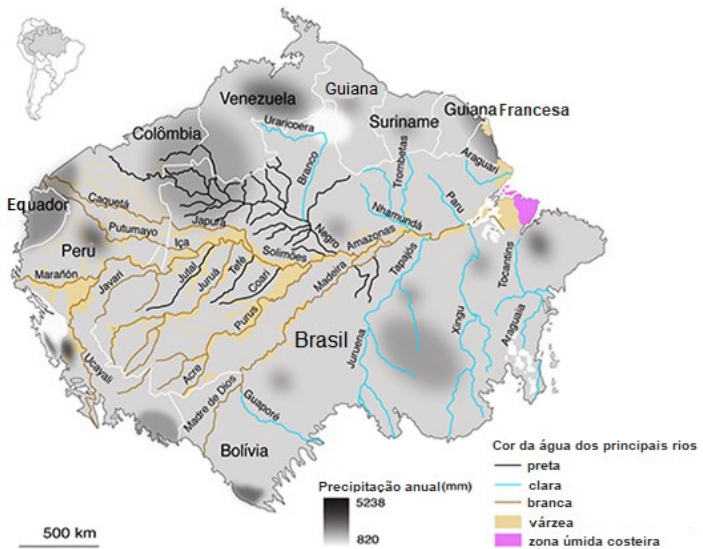 Guiana
Venezuela
Guiana Francesa
Suriname
Uraricoera
Colômbia
Branco
Trombetas
Araguari
Paru
Equador
Caquetá
Putumayo
Japurá
Negro
Nhamundá
Amazonas
Peru
Iça
Solimões
Marañón
Javari
Jutaí
Juruá
Tefé
Coari
Madeira
Tapajós
Tocantins
Purus
Brasil
Xingu
Araguaia
Juruena
Ucayali
Acre
Madre de Dios
Guaporé
Bolívia
Cor da água dos principais rios
preta
clara
branca
várzea
zona úmida costeira
Precipitação anual(mm)
5238
820
500 km